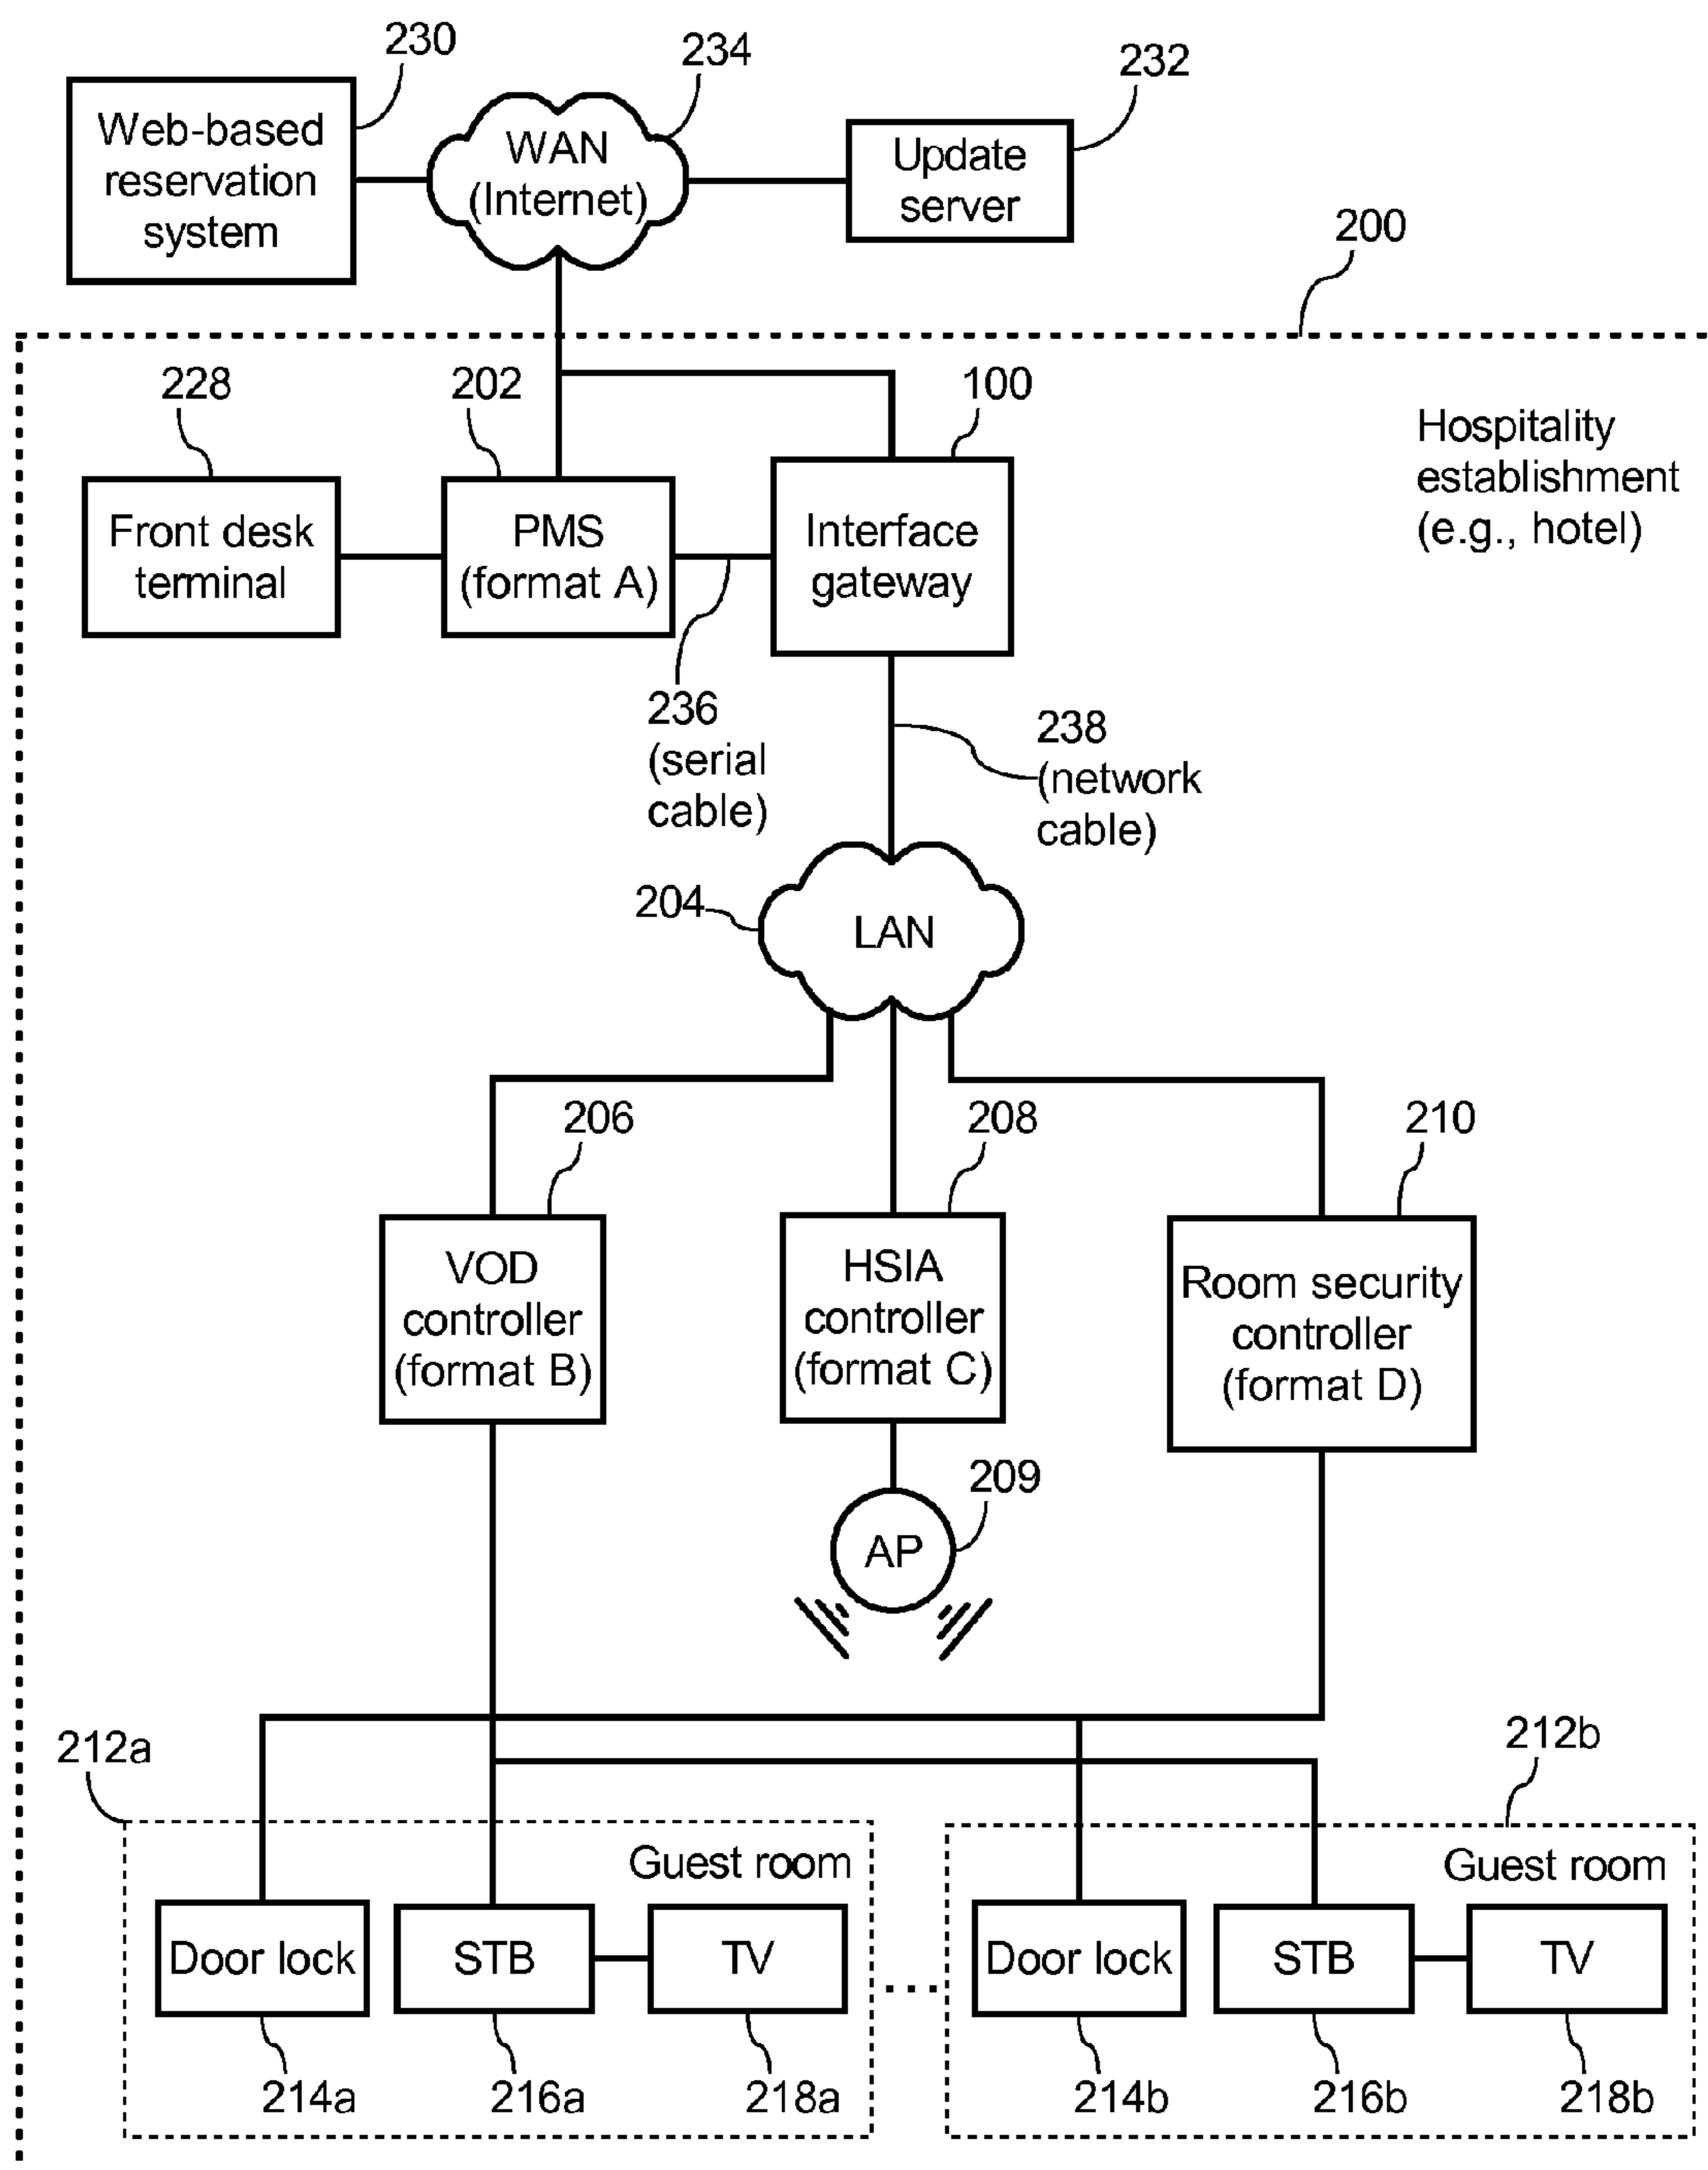 230
234
232
Web-based
reservation
system
WAN
(Internet)
Update
server
200
228
202
100
Hospitality
establishment
(e.g., hotel)
Front desk
terminal
PMS
(format A)
Interface
gateway
236
(serial
cable)
238
(network
cable)
204
LAN
206
208
210
VOD
controller
(format B)
HSIA
controller
(format C)
Room security
controller
(format D)
209
AP
212a
212b
Guest room
Guest room
Door lock
STB
TV
...
Door lock
STB
TV
214a
216a
218a
214b
216b
218b